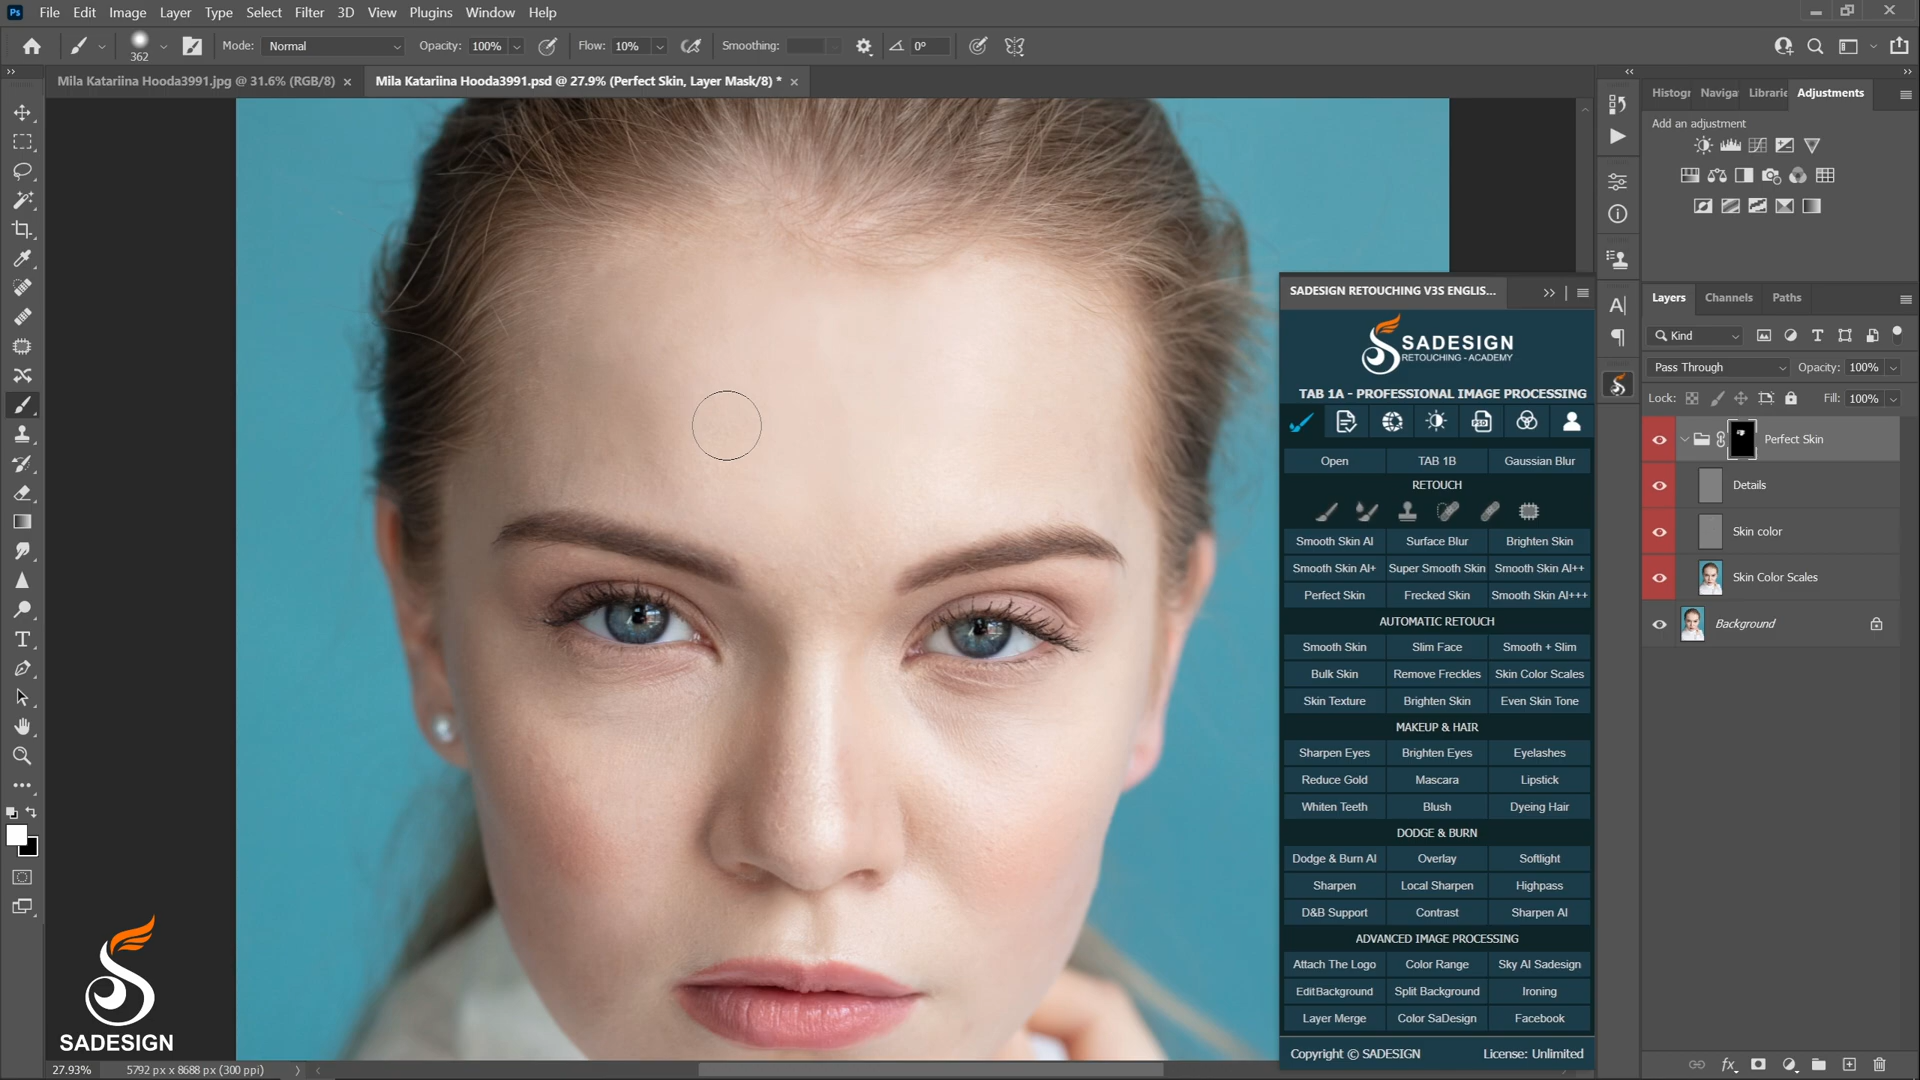 Ps File Edit Image Layer Type Select Filter 3D View Plugins Window Help
362 Mode: Normal Opacity: 100% Flow: 10% Smoothing: 0°
Mila Katariina Hooda3991.jpg @ 31.6% (RGB/8) × Mila Katariina Hooda3991.psd @ 27.9% (Perfect Skin, Layer Mask/8) * ×
Histogr Naviga Librarie Adjustments
Add an adjustment
Layers Channels Paths
Kind
Pass Through Opacity: 100%
Lock: Fill: 100%
Perfect Skin
Details
Skin color
Skin Color Scales
Background
SADESIGN RETOUCHING V3S ENGLIS...
SADESIGN
RETOUCHING - ACADEMY
TAB 1A - PROFESSIONAL IMAGE PROCESSING
PSD
Open TAB 1B Gaussian Blur
RETOUCH
Smooth Skin AI Surface Blur Brighten Skin
Smooth Skin AI+ Super Smooth Skin Smooth Skin AI++
Perfect Skin Frecked Skin Smooth Skin AI+++
AUTOMATIC RETOUCH
Smooth Skin Slim Face Smooth + Slim
Bulk Skin Remove Freckles Skin Color Scales
Skin Texture Brighten Skin Even Skin Tone
MAKEUP & HAIR
Sharpen Eyes Brighten Eyes Eyelashes
Reduce Gold Mascara Lipstick
Whiten Teeth Blush Dyeing Hair
DODGE & BURN
Dodge & Burn AI Overlay Softlight
Sharpen Local Sharpen Highpass
D&B Support Contrast Sharpen AI
ADVANCED IMAGE PROCESSING
Attach The Logo Color Range Sky AI Sadesign
EditBackground Split Background Ironing
Layer Merge Color SaDesign Facebook
Copyright © SADESIGN License: Unlimited
SADESIGN
27.93% 5792 px x 8688 px (300 ppi)